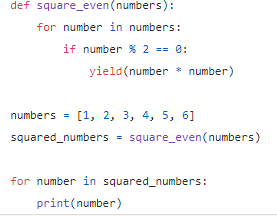 def square_even(numbers):
    for number in numbers:
        if number % 2 == 0:
            yield(number * number)
numbers = [1, 2, 3, 4, 5, 6]
squared_numbers = square_even(numbers)
for number in squared_numbers:
    print(number)